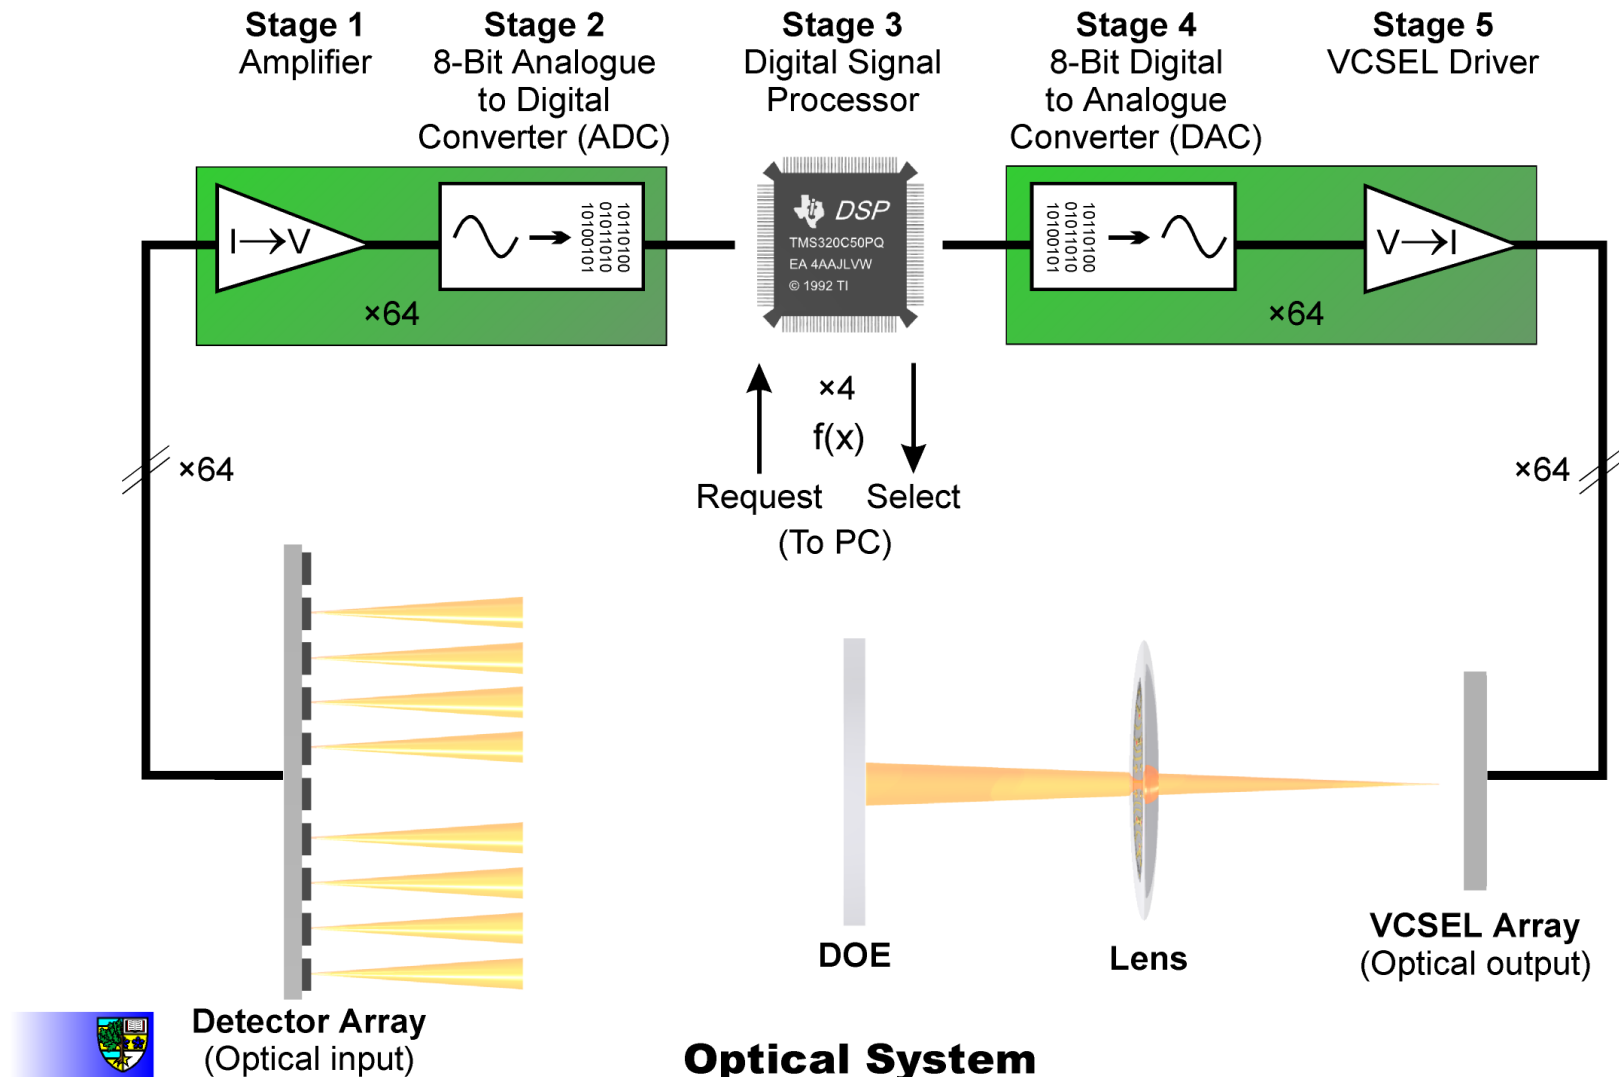 Stage 1
Amplifier
Stage 2
8-Bit Analogue
to Digital
Converter (ADC)
Stage 3
Digital Signal
Processor
Stage 4
8-Bit Digital
to Analogue
Converter (DAC)
Stage 5
VCSEL Driver
I→V
10110100
01011010
10100101
×64
DSP
TMS320C50PQ
EA 4AAJLVW
© 1992 TI
10110100
01011010
10100101
V→I
×64
×4
f(x)
Request
Select
(To PC)
×64
×64
DOE
Lens
VCSEL Array
(Optical output)
Detector Array
(Optical input)
Optical System